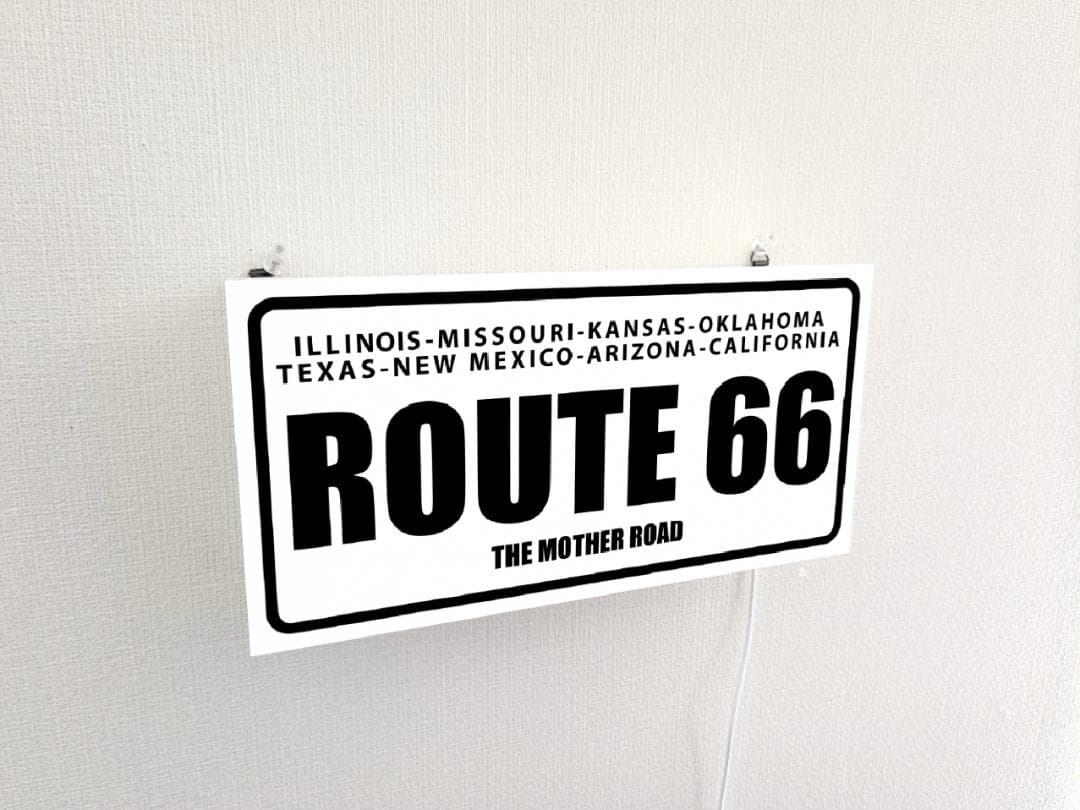 ILLINOIS-MISSOURI-KANSAS-OKLAHOMA
TEXAS-NEW MEXICO-ARIZONA-CALIFORNIA
ROUTE 66
THE MOTHER ROAD